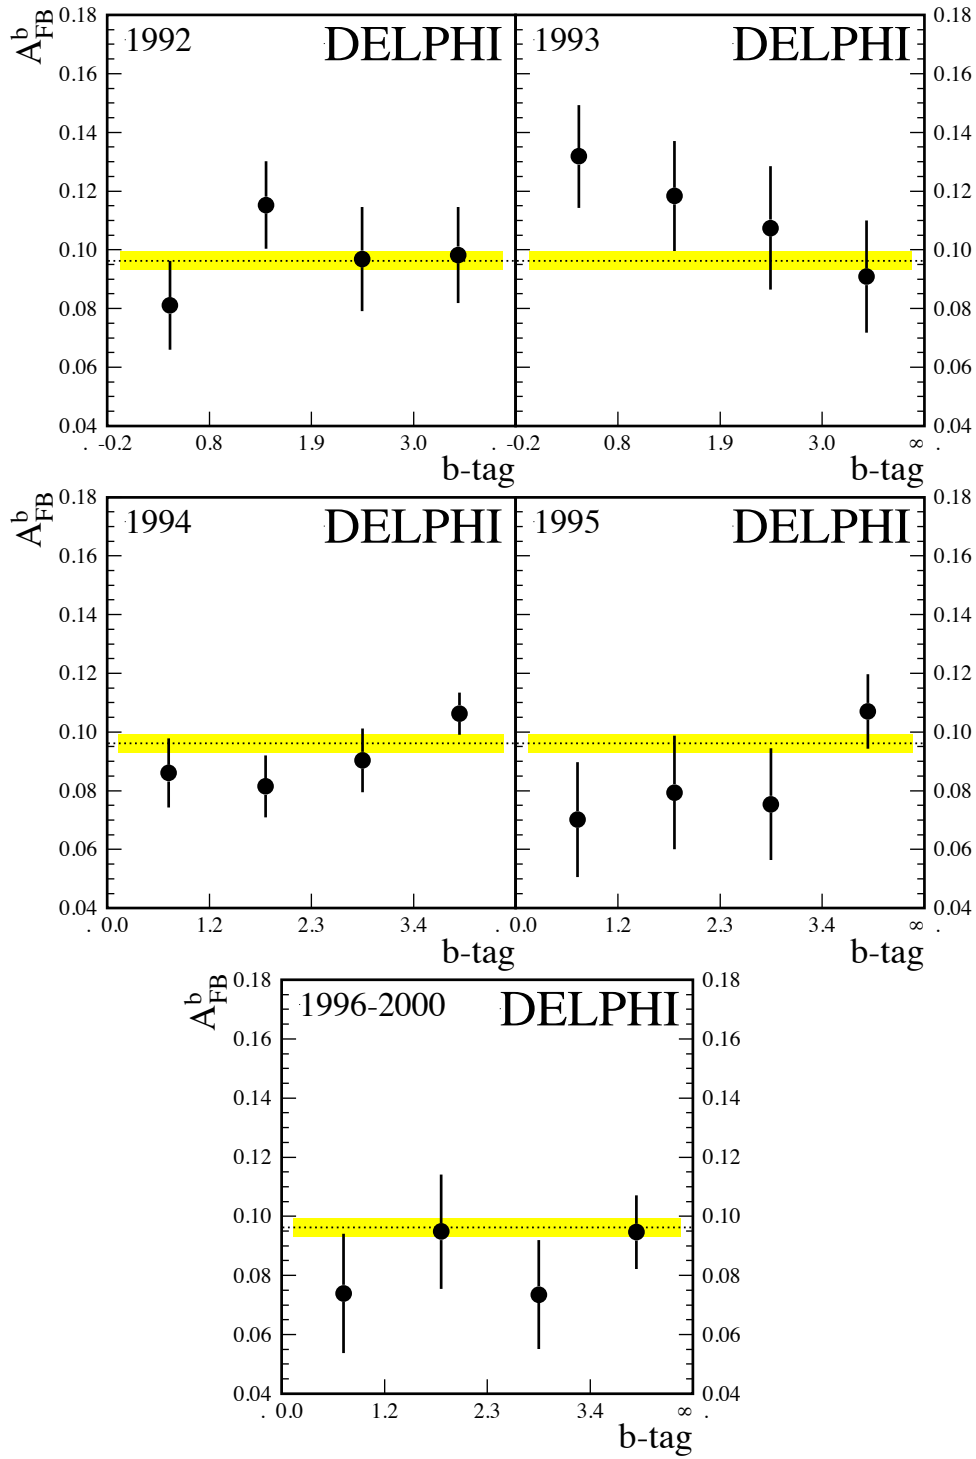 A^b_FB
1992 DELPHI 1993 DELPHI
0.18 0.18
0.16 0.16
0.14 0.14
0.12 0.12
0.10 0.10
0.08 0.08
0.06 0.06
0.04 0.04
-0.2 0.8 1.9 3.0 -0.2 0.8 1.9 3.0 ∞
b-tag b-tag
A^b_FB
1994 DELPHI 1995 DELPHI
0.18 0.18
0.16 0.16
0.14 0.14
0.12 0.12
0.10 0.10
0.08 0.08
0.06 0.06
0.04 0.04
0.0 1.2 2.3 3.4 0.0 1.2 2.3 3.4 ∞
b-tag b-tag
A^b_FB
1996-2000 DELPHI
0.18 0.18
0.16 0.16
0.14 0.14
0.12 0.12
0.10 0.10
0.08 0.08
0.06 0.06
0.04 0.04
0.0 1.2 2.3 3.4 ∞
b-tag